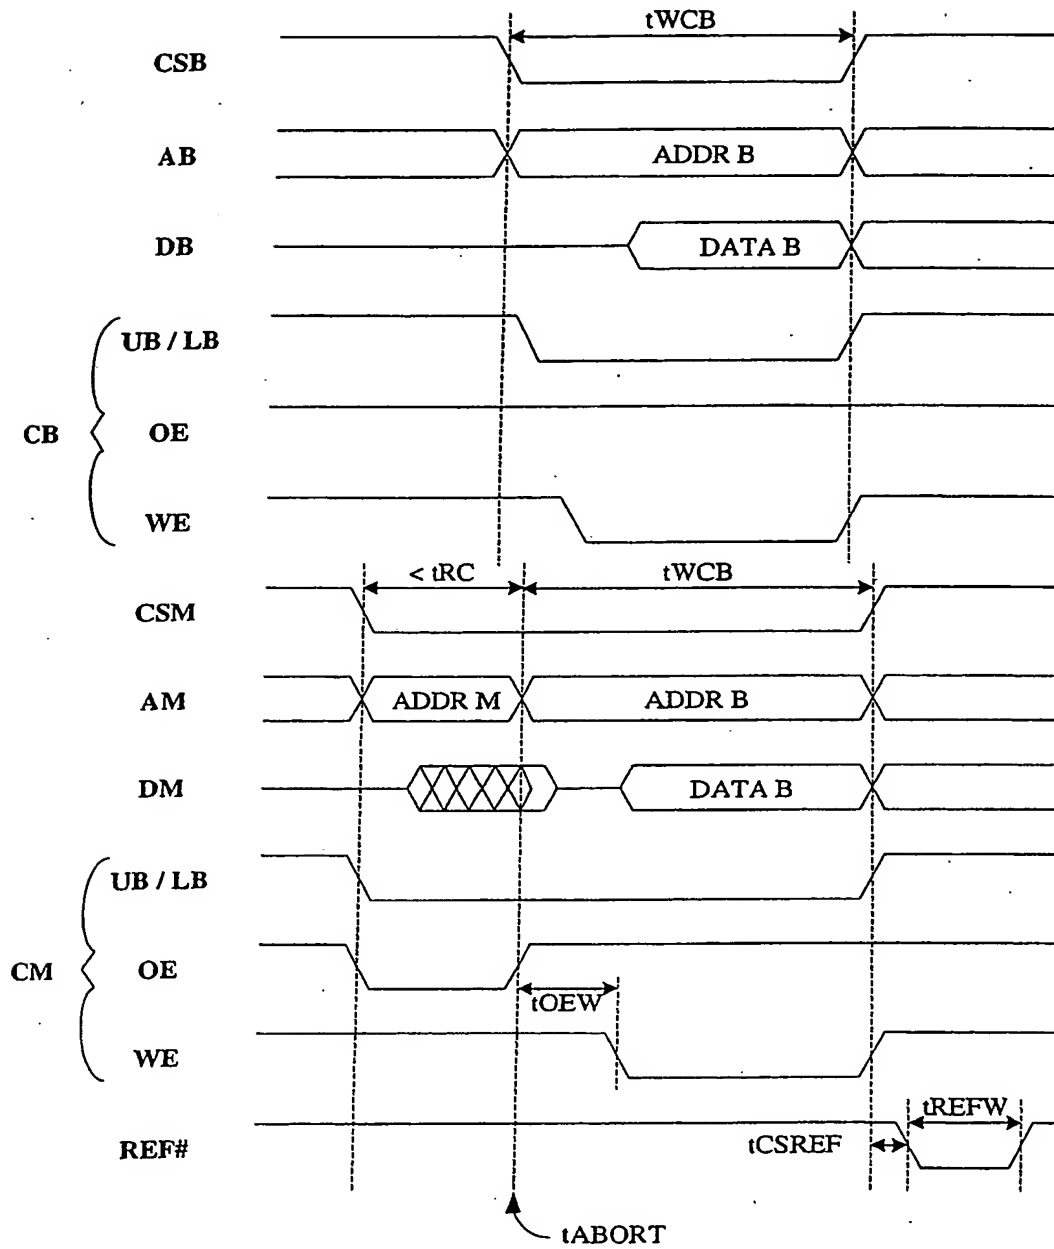 tWCB
CSB
AB
ADDR B
DB
DATA B
UB / LB
CB
OE
WE
< tRC
tWCB
CSM
AM
ADDR M
ADDR B
DM
DATA B
UB / LB
CM
OE
tOEW
WE
tREFW
REF#
tCSREF
tABORT